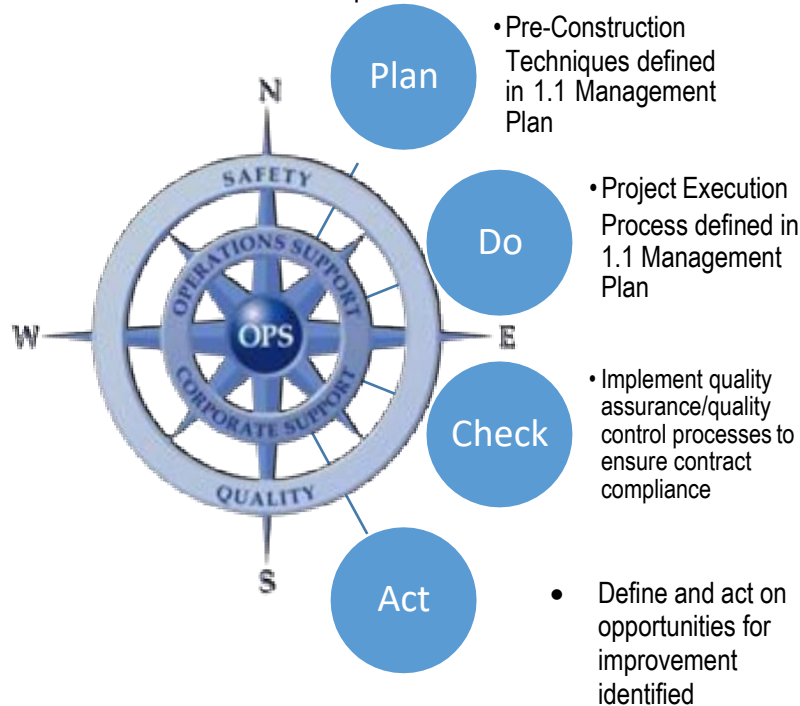 Plan
• Pre-Construction
Techniques defined
in 1.1 Management
Plan
N
SAFETY
OPERATIONS SUPPORT
Do
• Project Execution
Process defined in
1.1 Management
Plan
W
OPS
E
CORPORATE SUPPORT
QUALITY
Check
• Implement quality
assurance/quality
control processes to
ensure contract
compliance
S
Act
• Define and act on
opportunities for
improvement
identified